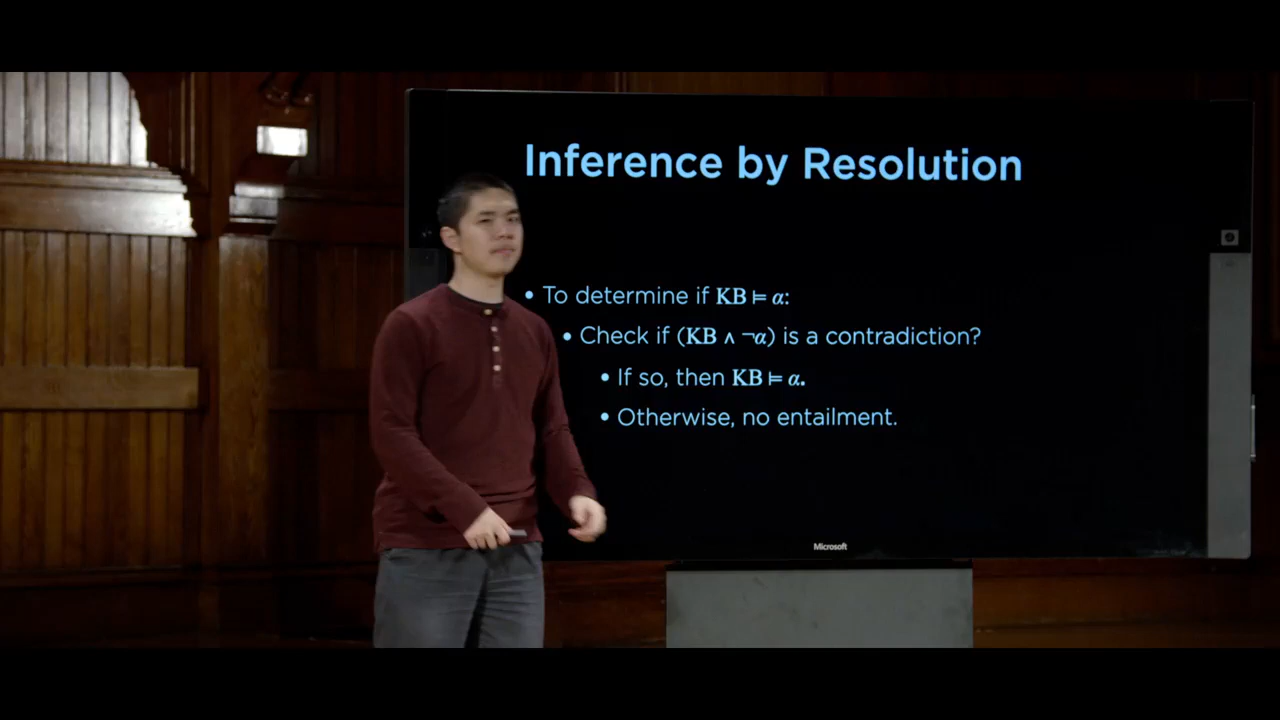 Inference by Resolution
• To determine if KB ⊨ α:
• Check if (KB ∧ ¬α) is a contradiction?
• If so, then KB ⊨ α.
• Otherwise, no entailment.
Microsoft